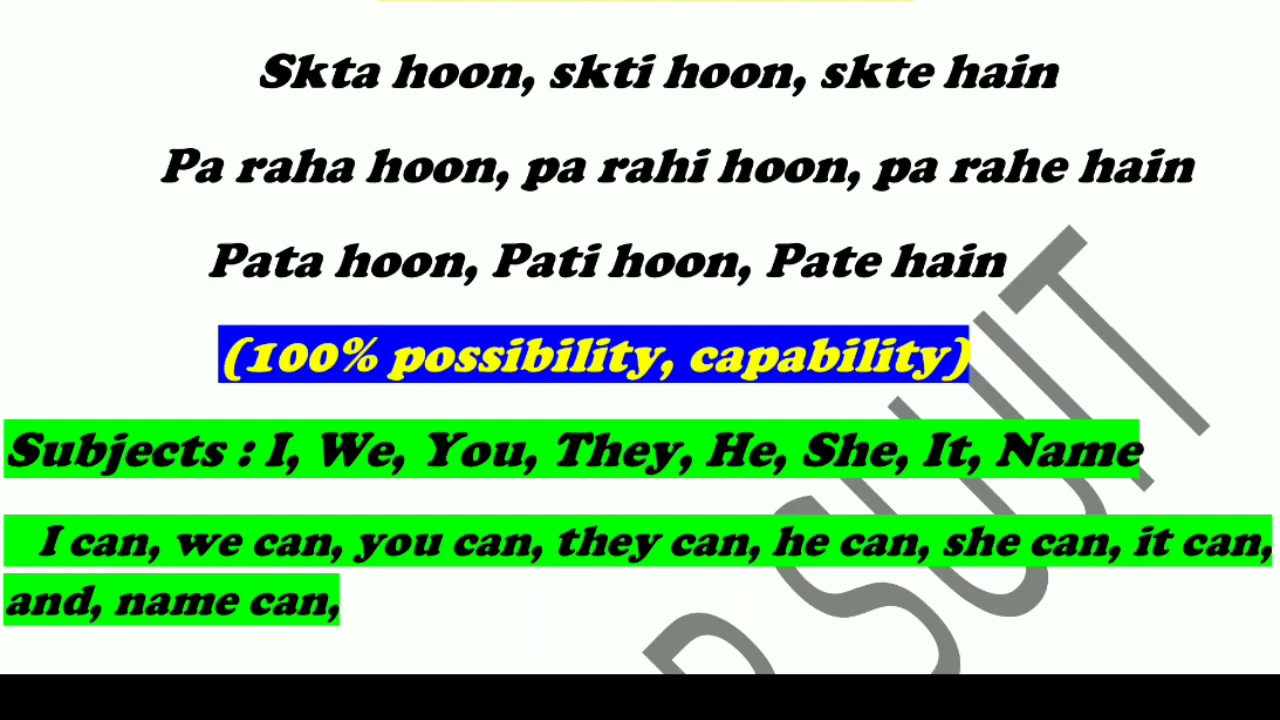 Skta hoon, skti hoon, skte hain
Pa raha hoon, pa rahi hoon, pa rahe hain
Pata hoon, Pati hoon, Pate hain
(100% possibility, capability)
Subjects : I, We, You, They, He, She, It, Name
I can, we can, you can, they can, he can, she can, it can,
and, name can,